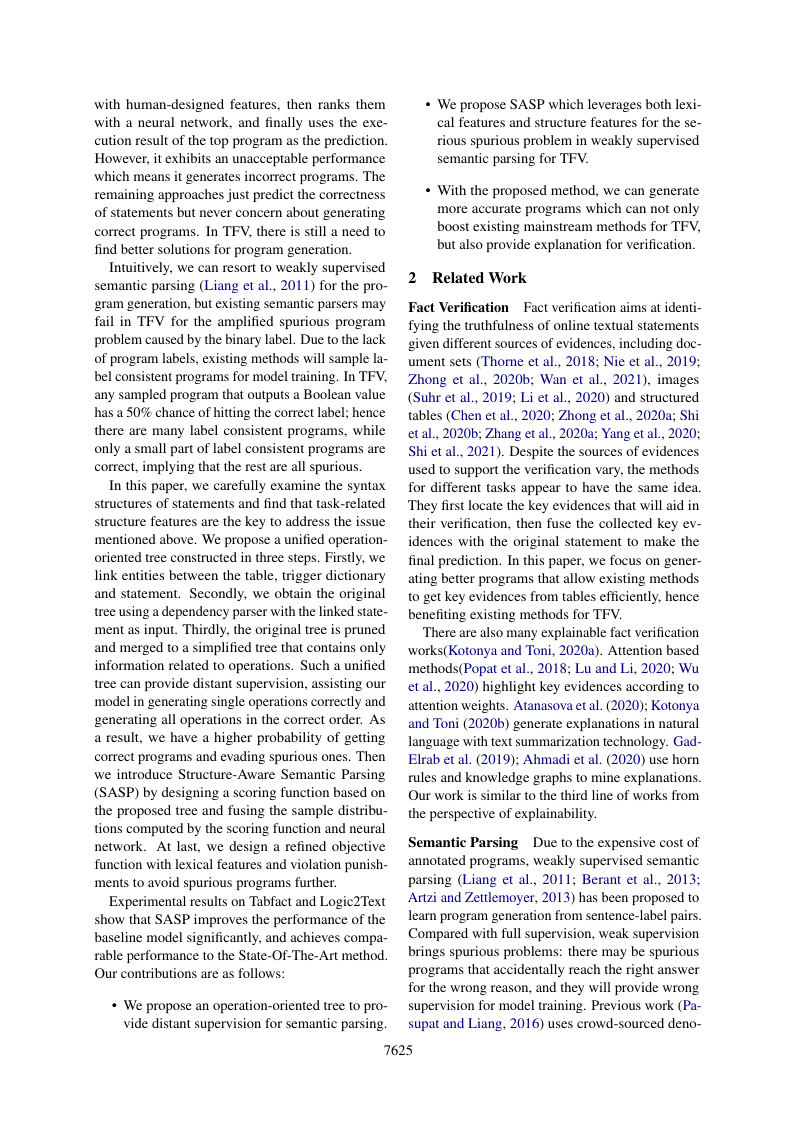 with human-designed features, then ranks them
with a neural network, and finally uses the exe-
cution result of the top program as the prediction.
However, it exhibits an unacceptable performance
which means it generates incorrect programs. The
remaining approaches just predict the correctness
of statements but never concern about generating
correct programs. In TFV, there is still a need to
find better solutions for program generation.
Intuitively, we can resort to weakly supervised
semantic parsing (Liang et al., 2011) for the pro-
gram generation, but existing semantic parsers may
fail in TFV for the amplified spurious program
problem caused by the binary label. Due to the lack
of program labels, existing methods will sample la-
bel consistent programs for model training. In TFV,
any sampled program that outputs a Boolean value
has a 50% chance of hitting the correct label; hence
there are many label consistent programs, while
only a small part of label consistent programs are
correct, implying that the rest are all spurious.
In this paper, we carefully examine the syntax
structures of statements and find that task-related
structure features are the key to address the issue
mentioned above. We propose a unified operation-
oriented tree constructed in three steps. Firstly, we
link entities between the table, trigger dictionary
and statement. Secondly, we obtain the original
tree using a dependency parser with the linked state-
ment as input. Thirdly, the original tree is pruned
and merged to a simplified tree that contains only
information related to operations. Such a unified
tree can provide distant supervision, assisting our
model in generating single operations correctly and
generating all operations in the correct order. As
a result, we have a higher probability of getting
correct programs and evading spurious ones. Then
we introduce Structure-Aware Semantic Parsing
(SASP) by designing a scoring function based on
the proposed tree and fusing the sample distribu-
tions computed by the scoring function and neural
network. At last, we design a refined objective
function with lexical features and violation punish-
ments to avoid spurious programs further.
Experimental results on Tabfact and Logic2Text
show that SASP improves the performance of the
baseline model significantly, and achieves compa-
rable performance to the State-Of-The-Art method.
Our contributions are as follows:
• We propose an operation-oriented tree to pro-
vide distant supervision for semantic parsing.
• We propose SASP which leverages both lexi-
cal features and structure features for the se-
rious spurious problem in weakly supervised
semantic parsing for TFV.
• With the proposed method, we can generate
more accurate programs which can not only
boost existing mainstream methods for TFV,
but also provide explanation for verification.
2 Related Work
Fact Verification Fact verification aims at identi-
fying the truthfulness of online textual statements
given different sources of evidences, including doc-
ument sets (Thorne et al., 2018; Nie et al., 2019;
Zhong et al., 2020b; Wan et al., 2021), images
(Suhr et al., 2019; Li et al., 2020) and structured
tables (Chen et al., 2020; Zhong et al., 2020a; Shi
et al., 2020b; Zhang et al., 2020a; Yang et al., 2020;
Shi et al., 2021). Despite the sources of evidences
used to support the verification vary, the methods
for different tasks appear to have the same idea.
They first locate the key evidences that will aid in
their verification, then fuse the collected key ev-
idences with the original statement to make the
final prediction. In this paper, we focus on gener-
ating better programs that allow existing methods
to get key evidences from tables efficiently, hence
benefiting existing methods for TFV.
There are also many explainable fact verification
works(Kotonya and Toni, 2020a). Attention based
methods(Popat et al., 2018; Lu and Li, 2020; Wu
et al., 2020) highlight key evidences according to
attention weights. Atanasova et al. (2020); Kotonya
and Toni (2020b) generate explanations in natural
language with text summarization technology. Gad-
Elrab et al. (2019); Ahmadi et al. (2020) use horn
rules and knowledge graphs to mine explanations.
Our work is similar to the third line of works from
the perspective of explainability.
Semantic Parsing Due to the expensive cost of
annotated programs, weakly supervised semantic
parsing (Liang et al., 2011; Berant et al., 2013;
Artzi and Zettlemoyer, 2013) has been proposed to
learn program generation from sentence-label pairs.
Compared with full supervision, weak supervision
brings spurious problems: there may be spurious
programs that accidentally reach the right answer
for the wrong reason, and they will provide wrong
supervision for model training. Previous work (Pa-
supat and Liang, 2016) uses crowd-sourced deno-
7625